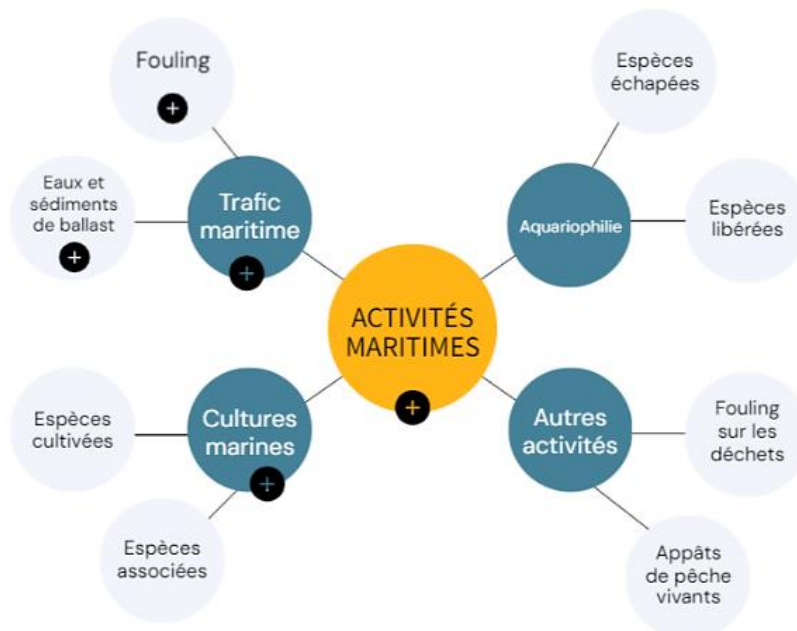 Fouling
Eaux et
sédiments
de ballast
Trafic
maritime
Espèces
échapées
Espèces
libérées
Aquariophilie
ACTIVITÉS
MARITIMES
Espèces
cultivées
Cultures
marines
Espèces
associées
Autres
activités
Fouling
sur les
déchets
Appâts
de pêche
vivants